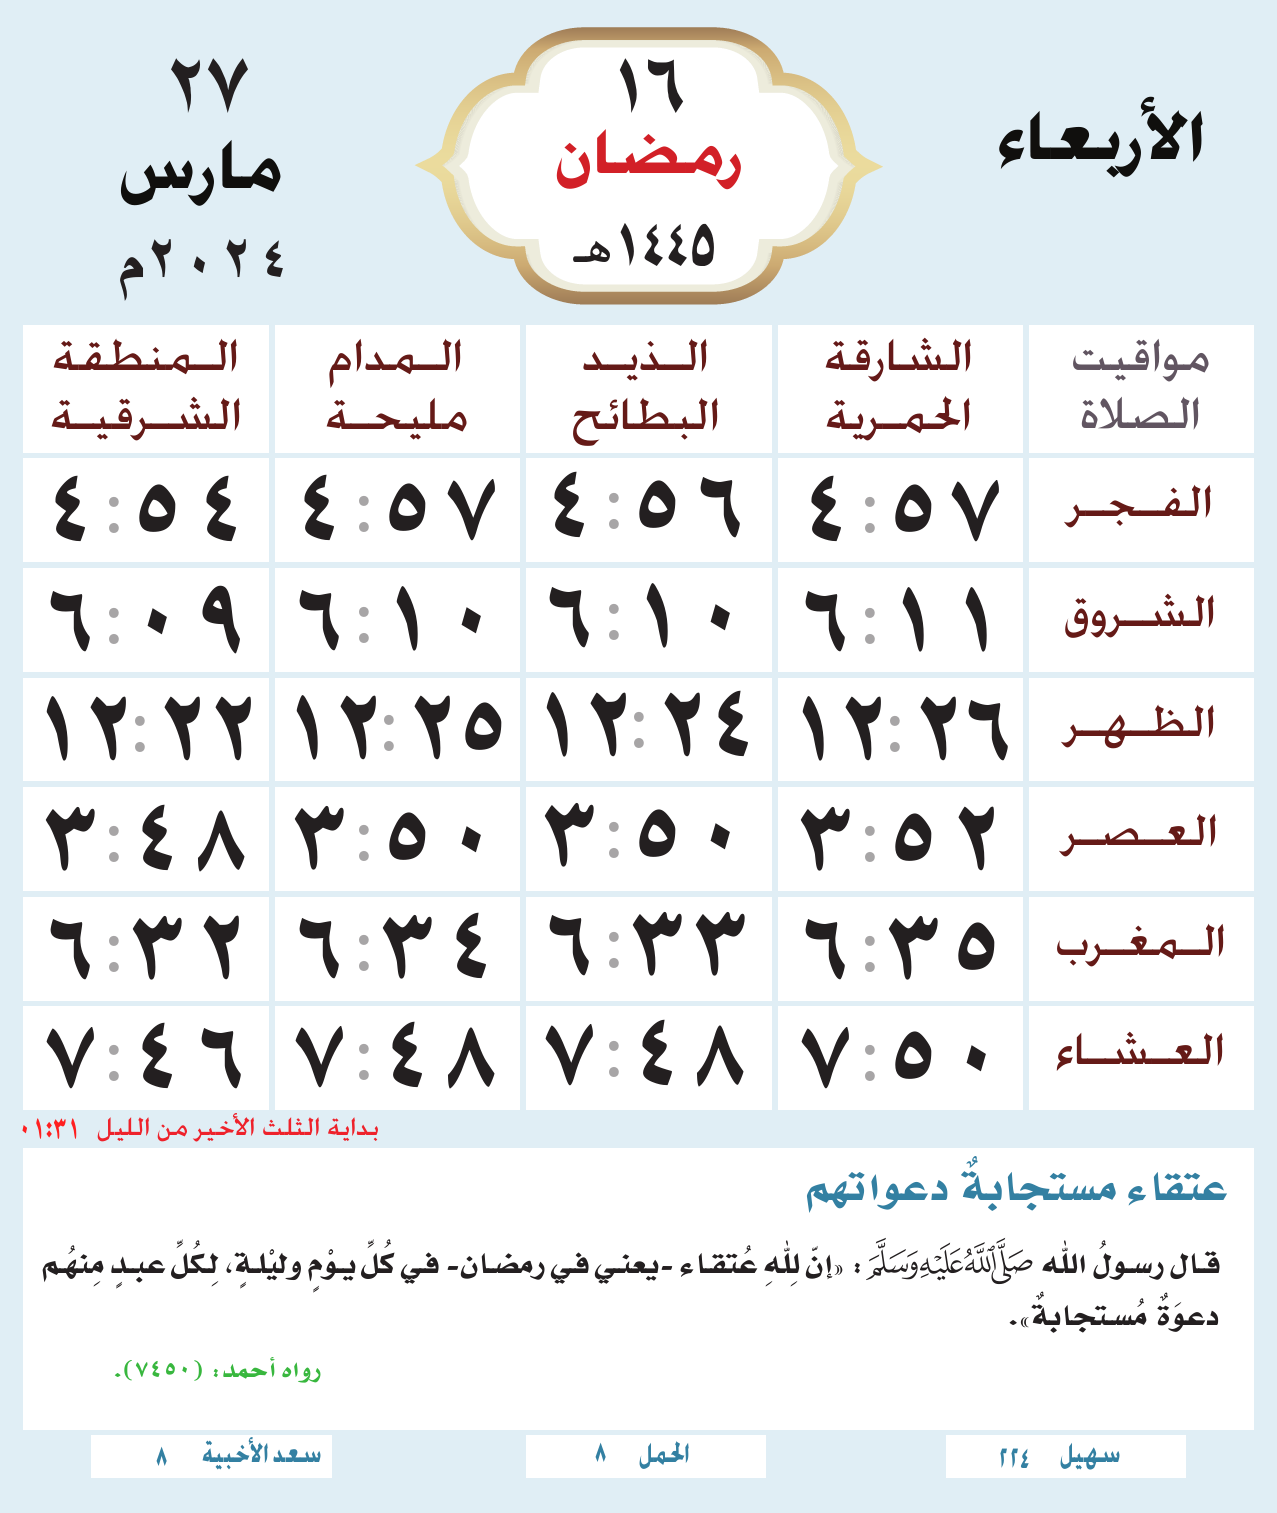 الأربعاء
١٦
رمضان
١٤٤٥هـ
٢٧
مارس
٢٠٢٤م
مواقيت الصلاة
الشارقة الحمرية
الذيد البطائح
المدام مليحة
المنطقة الشرقية
الفجر ٤:٥٧ ٤:٥٦ ٤:٥٧ ٤:٥٤
الشروق ٦:١١ ٦:١٠ ٦:١٠ ٦:٠٩
الظهر ١٢:٢٦ ١٢:٢٤ ١٢:٢٥ ١٢:٢٢
العصر ٣:٥٢ ٣:٥٠ ٣:٥٠ ٣:٤٨
المغرب ٦:٣٥ ٦:٣٣ ٦:٣٤ ٦:٣٢
العشاء ٧:٥٠ ٧:٤٨ ٧:٤٨ ٧:٤٦
بداية الثلث الأخير من الليل ٠١:٣١
عتقاء مستجابةٌ دعواتهم
قال رسولُ الله صَلَّى اللَّهُ عَلَيْهِ وَسَلَّمَ : «إنّ لِلّهِ عُتقاء -يعني في رمضان- في كُلِّ يوْمٍ وليْلةٍ، لِكُلِّ عبدٍ مِنهُم
دعوَةٌ مُستجابةٌ».
رواه أحمد: (٧٤٥٠).
سهيل ٢٢٤
الحمل ٨
سعد الأخبية ٨